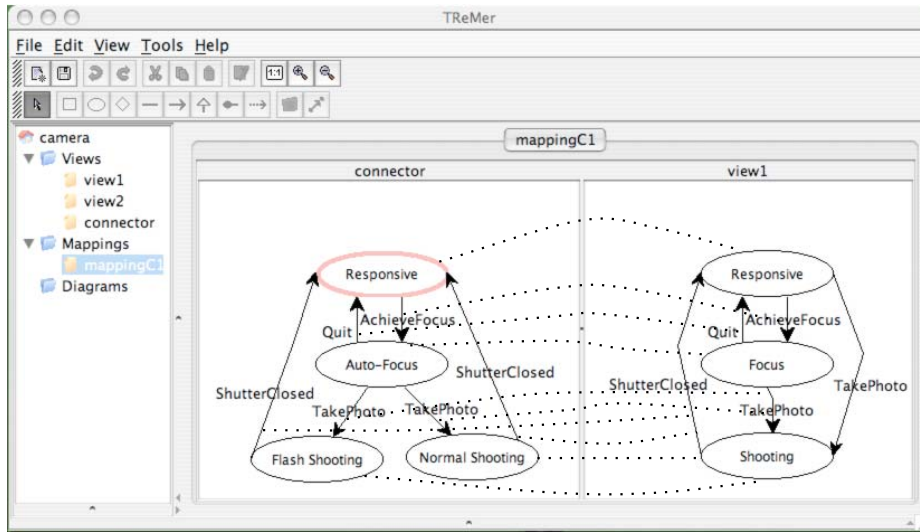 TReMer
File Edit View Tools Help
1:1
camera
Views
view1
view2
connector
Mappings
mappingC1
Diagrams
mappingC1
connector
view1
Responsive
AchieveFocus
Quit
Auto-Focus
ShutterClosed
ShutterClosed
TakePhoto
TakePhoto
Flash Shooting
Normal Shooting
Responsive
AchieveFocus
Quit
Focus
ShutterClosed
TakePhoto
TakePhoto
Shooting